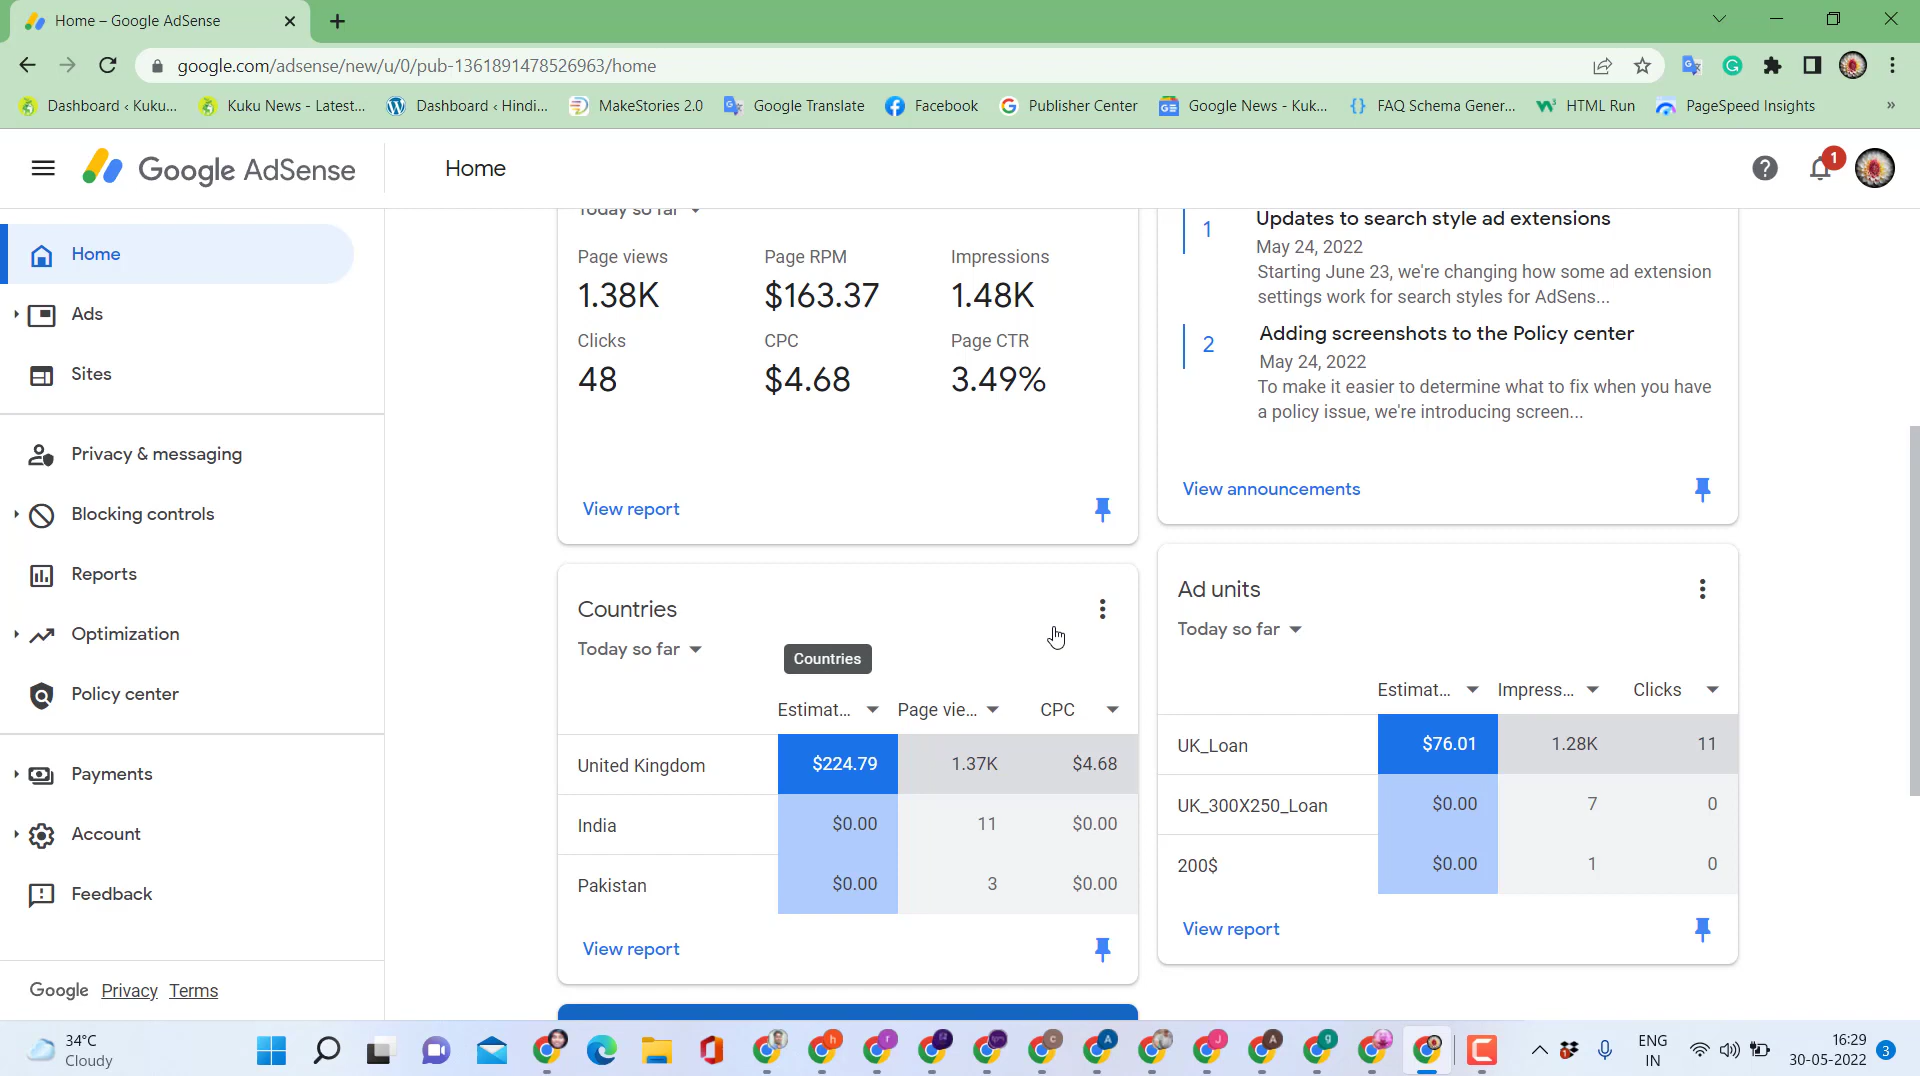 Home – Google AdSense
google.com/adsense/new/u/0/pub-1361891478526963/home
Dashboard ‹ Kuku...
Kuku News - Latest...
Dashboard ‹ Hindi...
MakeStories 2.0
Google Translate
Facebook
Publisher Center
Google News - Kuk...
FAQ Schema Gener...
HTML Run
PageSpeed Insights
»
Google AdSense
Home
1
Home
Ads
Sites
Privacy & messaging
Blocking controls
Reports
Optimization
Policy center
Payments
Account
Feedback
Google Privacy Terms
Today so far
Page views
Page RPM
Impressions
1.38K
$163.37
1.48K
Clicks
CPC
Page CTR
48
$4.68
3.49%
View report
1
Updates to search style ad extensions
May 24, 2022
Starting June 23, we're changing how some ad extension
settings work for search styles for AdSens...
2
Adding screenshots to the Policy center
May 24, 2022
To make it easier to determine what to fix when you have
a policy issue, we're introducing screen...
View announcements
Countries
Today so far
Countries
Estimat...
Page vie...
CPC
United Kingdom
$224.79
1.37K
$4.68
India
$0.00
11
$0.00
Pakistan
$0.00
3
$0.00
View report
Ad units
Today so far
Estimat...
Impress...
Clicks
UK_Loan
$76.01
1.28K
11
UK_300X250_Loan
$0.00
7
0
200$
$0.00
1
0
View report
34°C
Cloudy
ENG
IN
16:29
30-05-2022
3